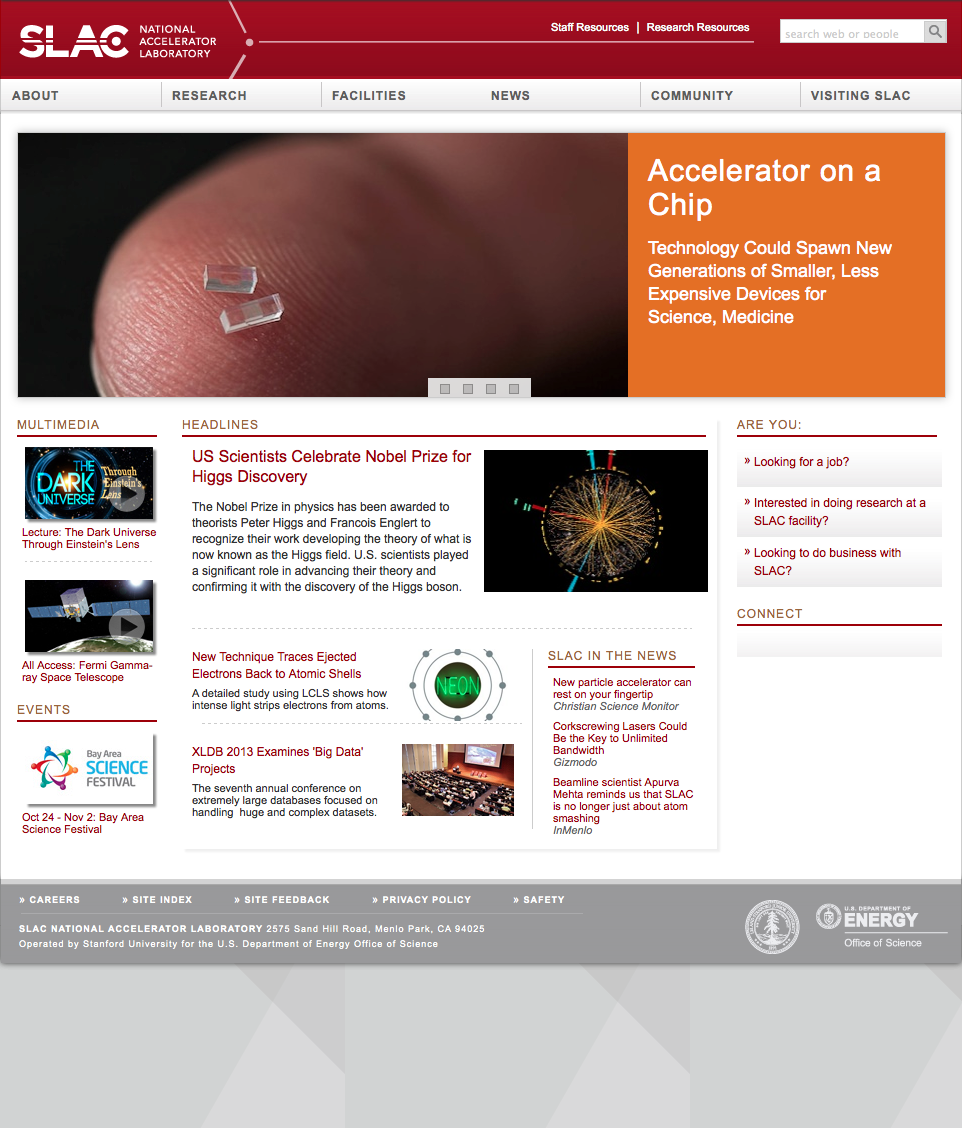 SLAC
NATIONAL
ACCELERATOR
LABORATORY
Staff Resources
Research Resources
search web or people
ABOUT
RESEARCH
FACILITIES
NEWS
COMMUNITY
VISITING SLAC
Accelerator on a
Chip
Technology Could Spawn New
Generations of Smaller, Less
Expensive Devices for
Science, Medicine
MULTIMEDIA
THE
DARK
UNIVERSE
Through
Einstein's
Lens
Lecture: The Dark Universe
Through Einstein's Lens
All Access: Fermi Gamma-
ray Space Telescope
EVENTS
Bay Area
SCIENCE
FESTIVAL
Oct 24 - Nov 2: Bay Area
Science Festival
HEADLINES
US Scientists Celebrate Nobel Prize for
Higgs Discovery
The Nobel Prize in physics has been awarded to
theorists Peter Higgs and Francois Englert to
recognize their work developing the theory of what is
now known as the Higgs field. U.S. scientists played
a significant role in advancing their theory and
confirming it with the discovery of the Higgs boson.
New Technique Traces Ejected
Electrons Back to Atomic Shells
A detailed study using LCLS shows how
intense light strips electrons from atoms.
NEON
XLDB 2013 Examines 'Big Data'
Projects
The seventh annual conference on
extremely large databases focused on
handling  huge and complex datasets.
SLAC IN THE NEWS
New particle accelerator can
rest on your fingertip
Christian Science Monitor
Corkscrewing Lasers Could
Be the Key to Unlimited
Bandwidth
Gizmodo
Beamline scientist Apurva
Mehta reminds us that SLAC
is no longer just about atom
smashing
InMenlo
ARE YOU:
» Looking for a job?
» Interested in doing research at a
SLAC facility?
» Looking to do business with
SLAC?
CONNECT
» CAREERS
» SITE INDEX
» SITE FEEDBACK
» PRIVACY POLICY
» SAFETY
SLAC NATIONAL ACCELERATOR LABORATORY 2575 Sand Hill Road, Menlo Park, CA 94025
Operated by Stanford University for the U.S. Department of Energy Office of Science
U.S. DEPARTMENT OF
ENERGY
Office of Science